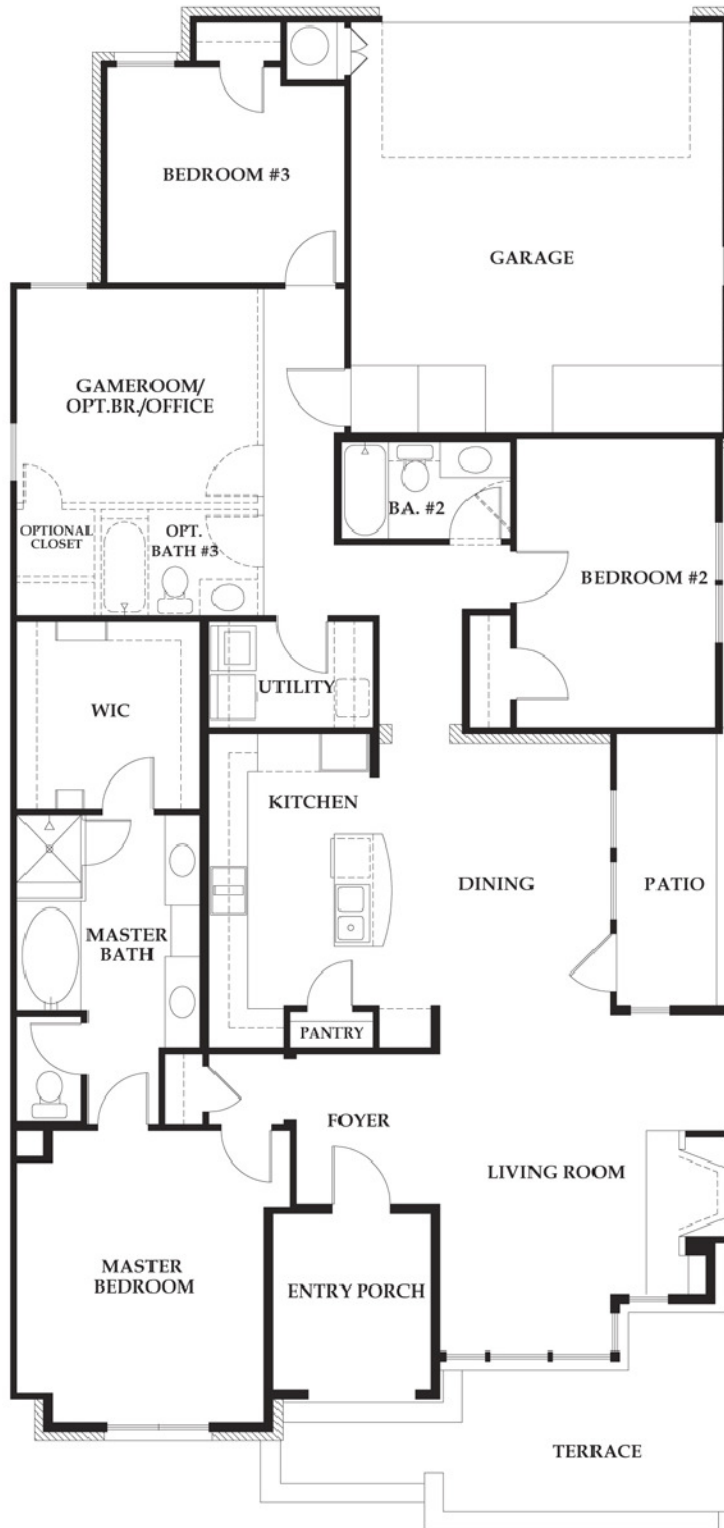 BEDROOM #3
GARAGE
GAMEROOM/
OPT.BR./OFFICE
OPTIONAL
CLOSET
OPT.
BATH #3
BA. #2
BEDROOM #2
UTILITY
WIC
KITCHEN
DINING
PATIO
MASTER
BATH
PANTRY
FOYER
LIVING ROOM
MASTER
BEDROOM
ENTRY PORCH
TERRACE